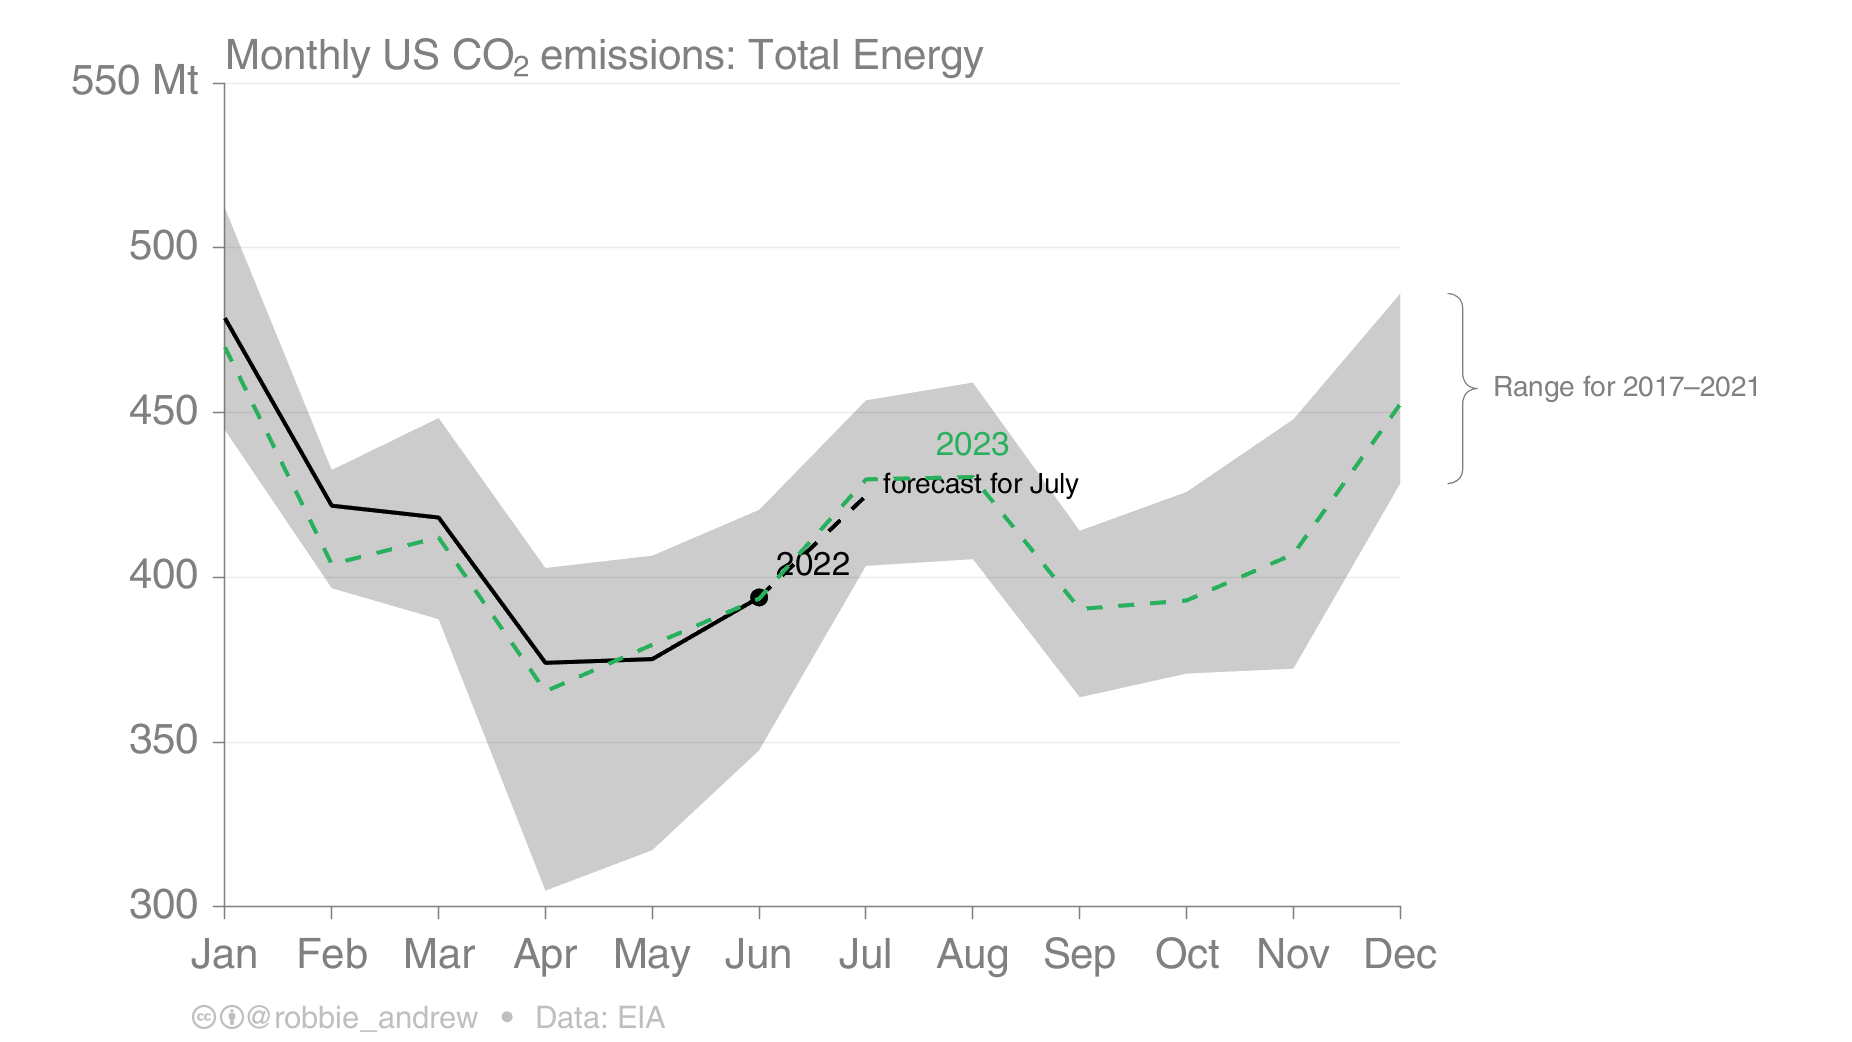 Monthly US CO₂ emissions: Total Energy
550 Mt
500
450
400
350
300
2023
forecast for July
2022
Range for 2017–2021
Jan Feb Mar Apr May Jun Jul Aug Sep Oct Nov Dec
cc @robbie_andrew • Data: EIA